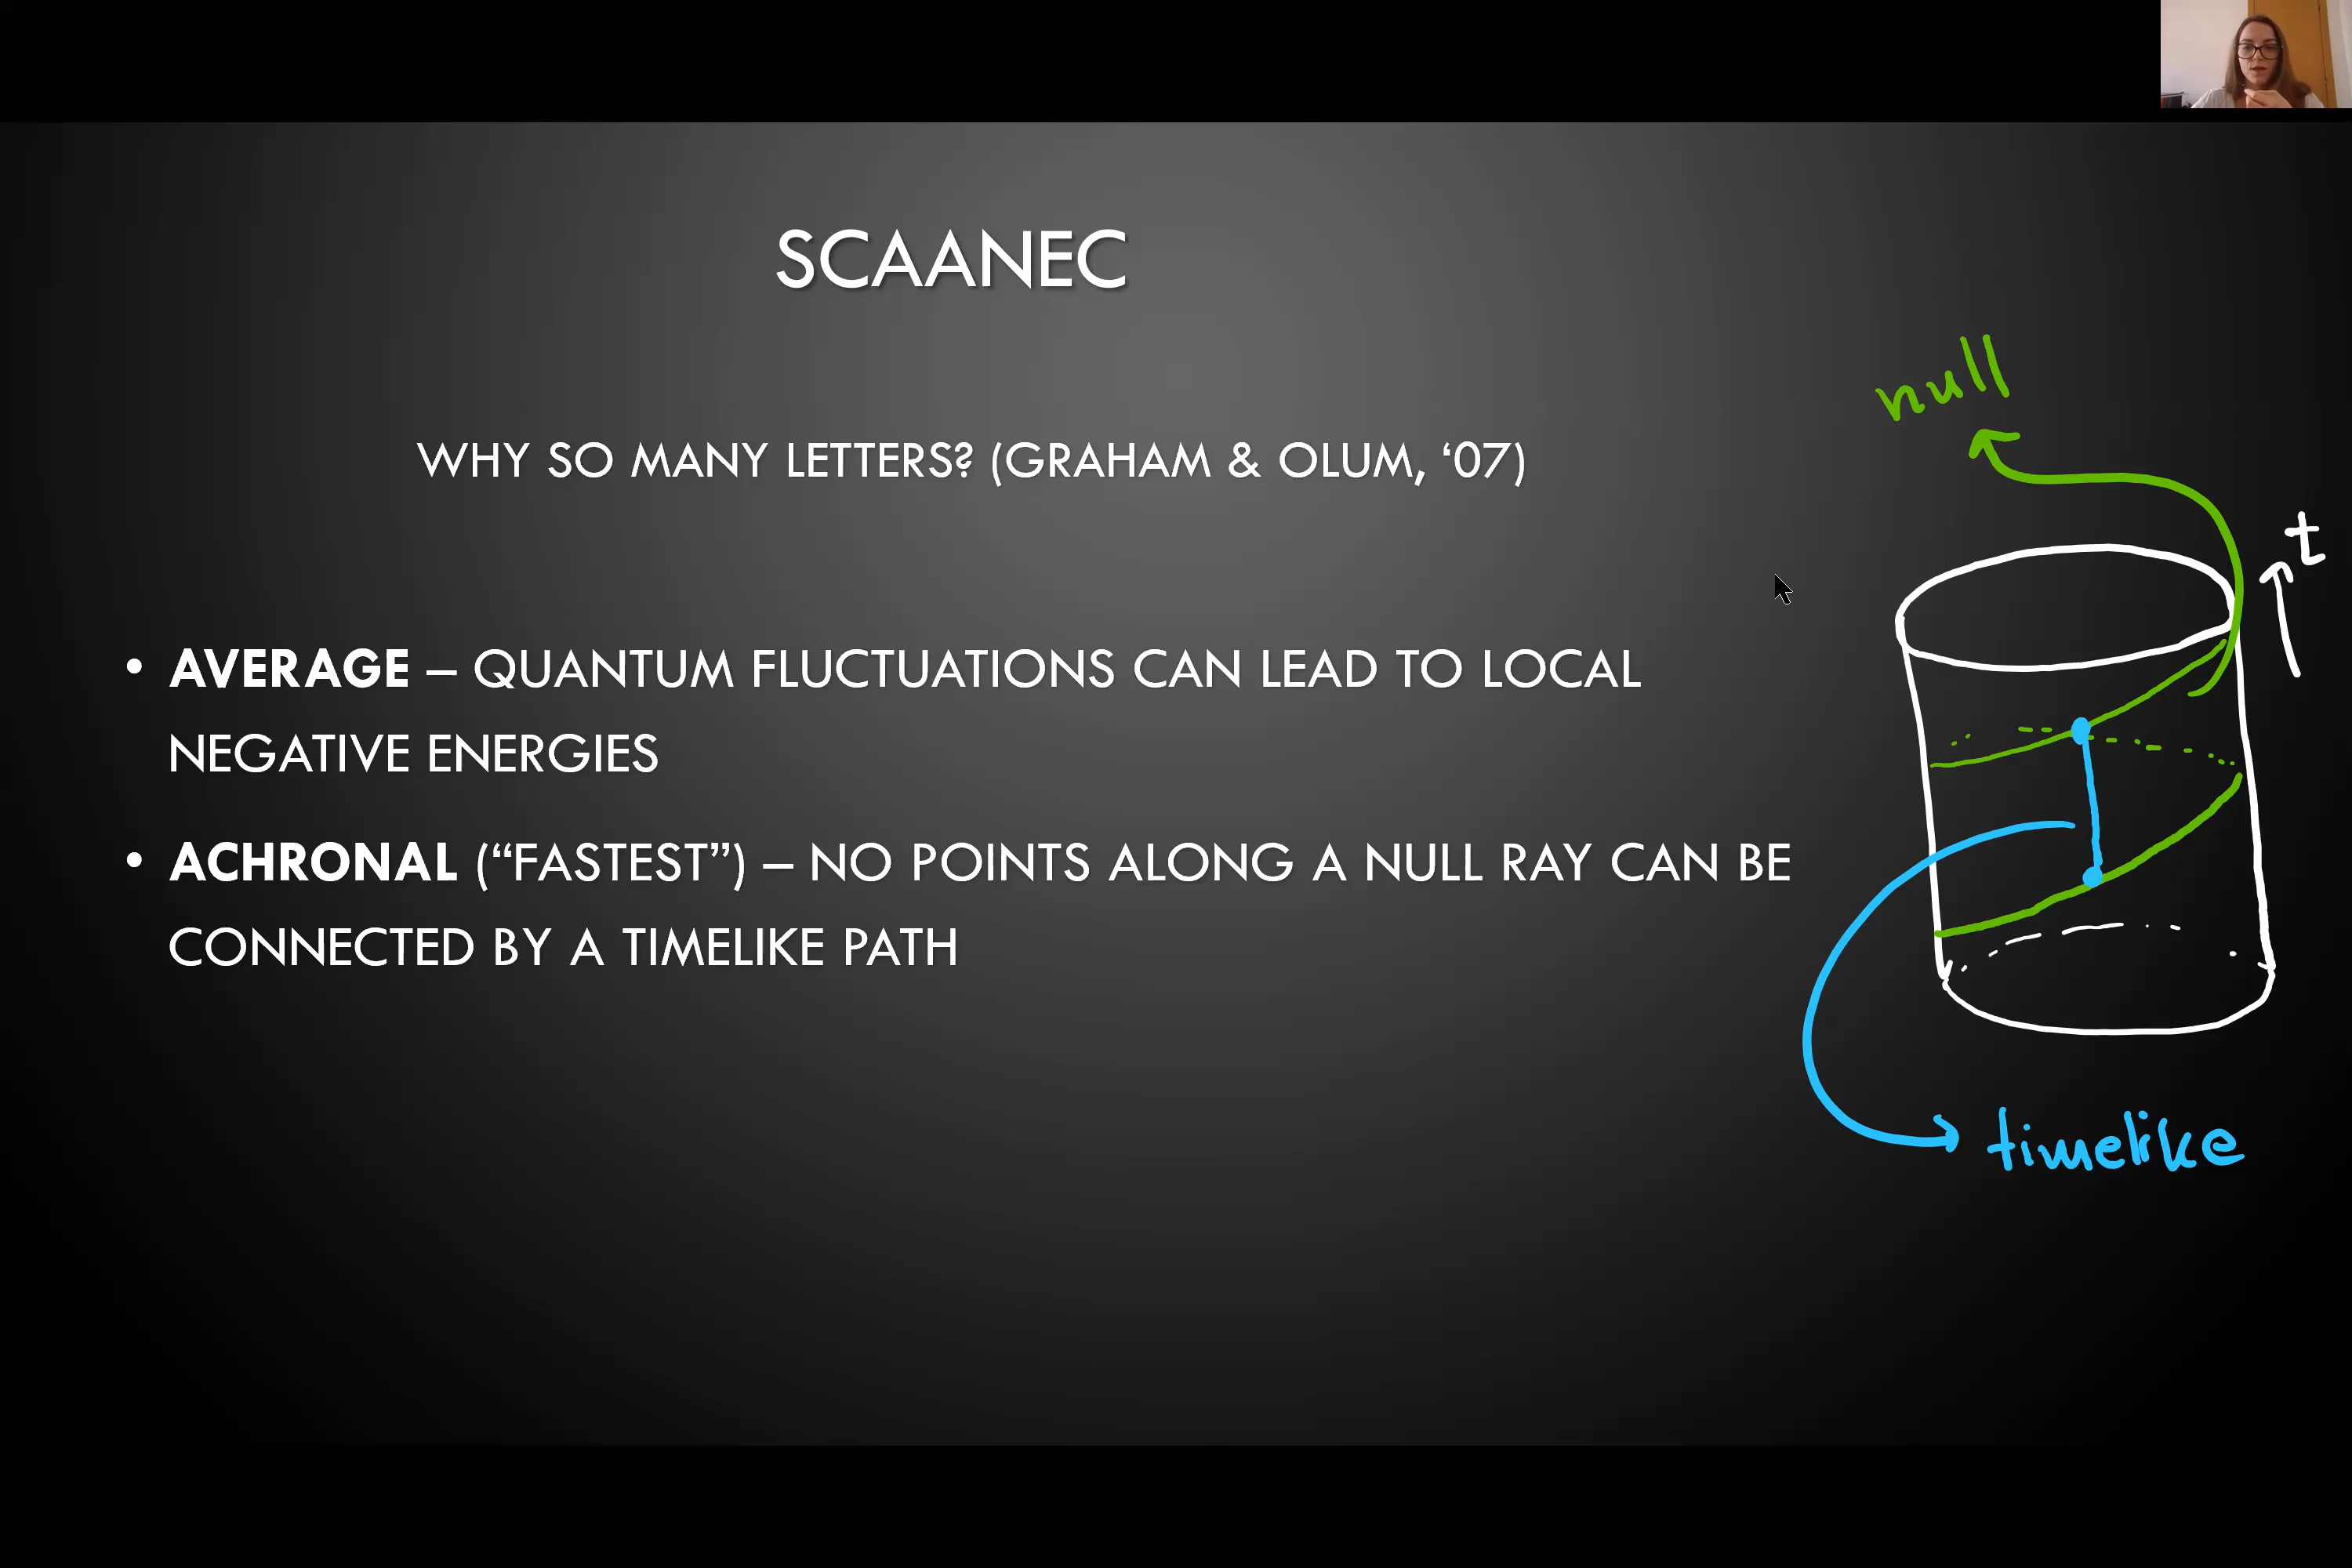 SCAANEC
WHY SO MANY LETTERS? (GRAHAM & OLUM, ‘07)
• AVERAGE – QUANTUM FLUCTUATIONS CAN LEAD TO LOCAL
NEGATIVE ENERGIES
• ACHRONAL (“FASTEST”) – NO POINTS ALONG A NULL RAY CAN BE
CONNECTED BY A TIMELIKE PATH
null
t
timelike